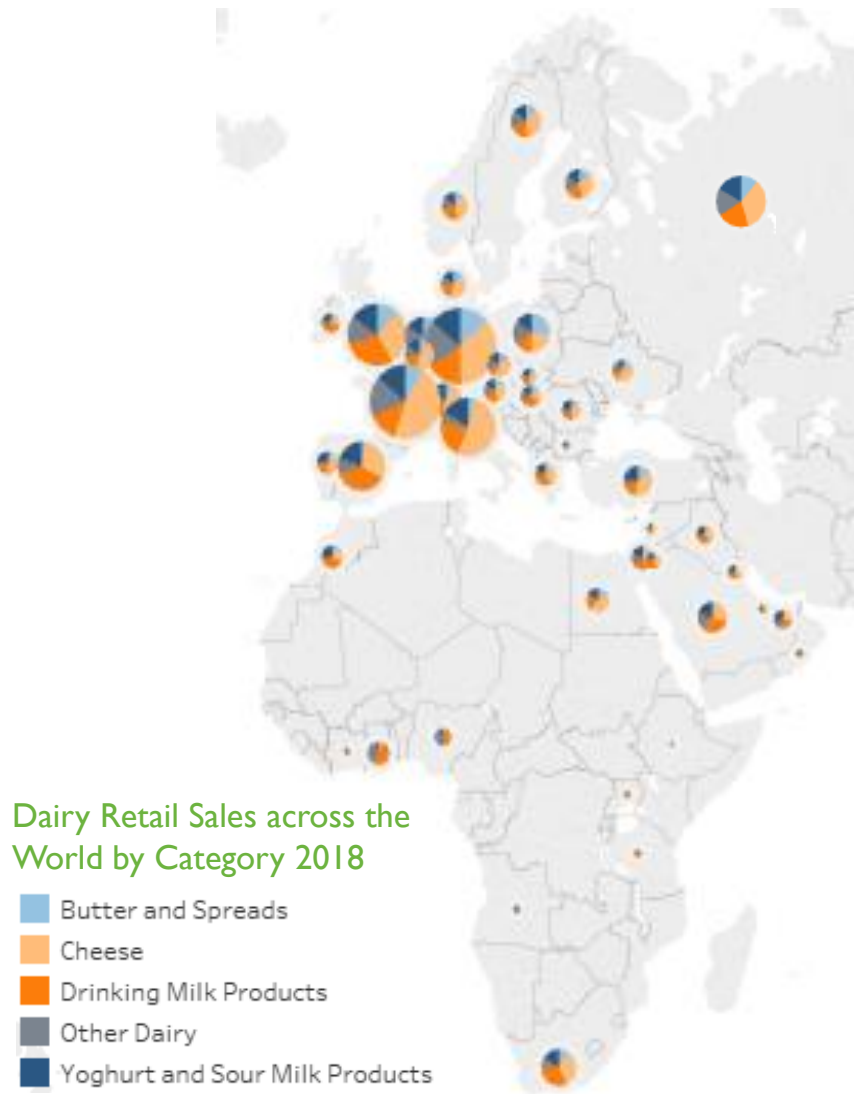 Dairy Retail Sales across the
World by Category 2018
Butter and Spreads
Cheese
Drinking Milk Products
Other Dairy
Yoghurt and Sour Milk Products